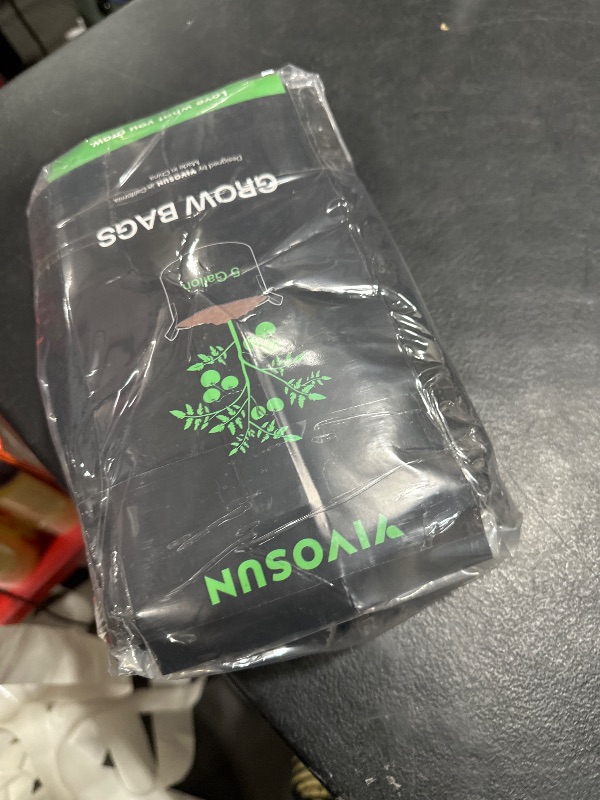 VIVOSUN
5 Gallon
GROW BAGS
Designed by VIVOSUN in California
Made in China
Love what you grow.